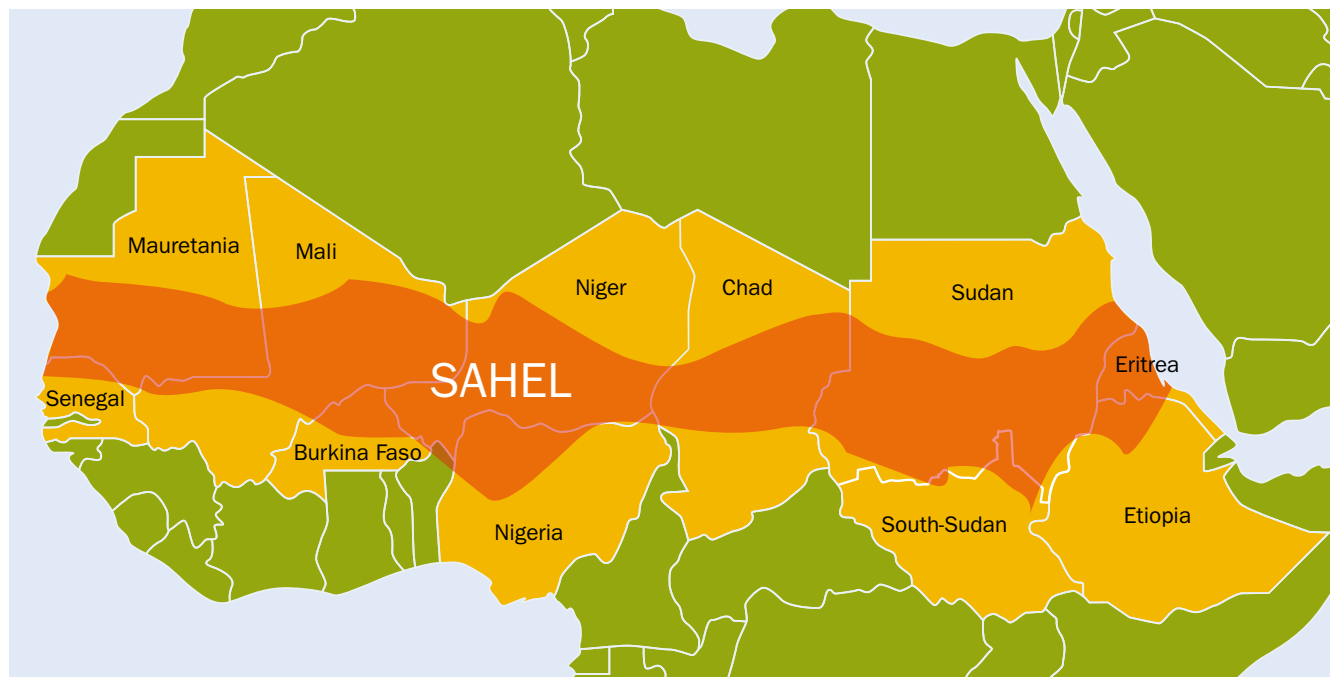 Mauretania
Mali
Niger
Chad
Sudan
SAHEL
Eritrea
Senegal
Burkina Faso
Nigeria
South-Sudan
Etiopia